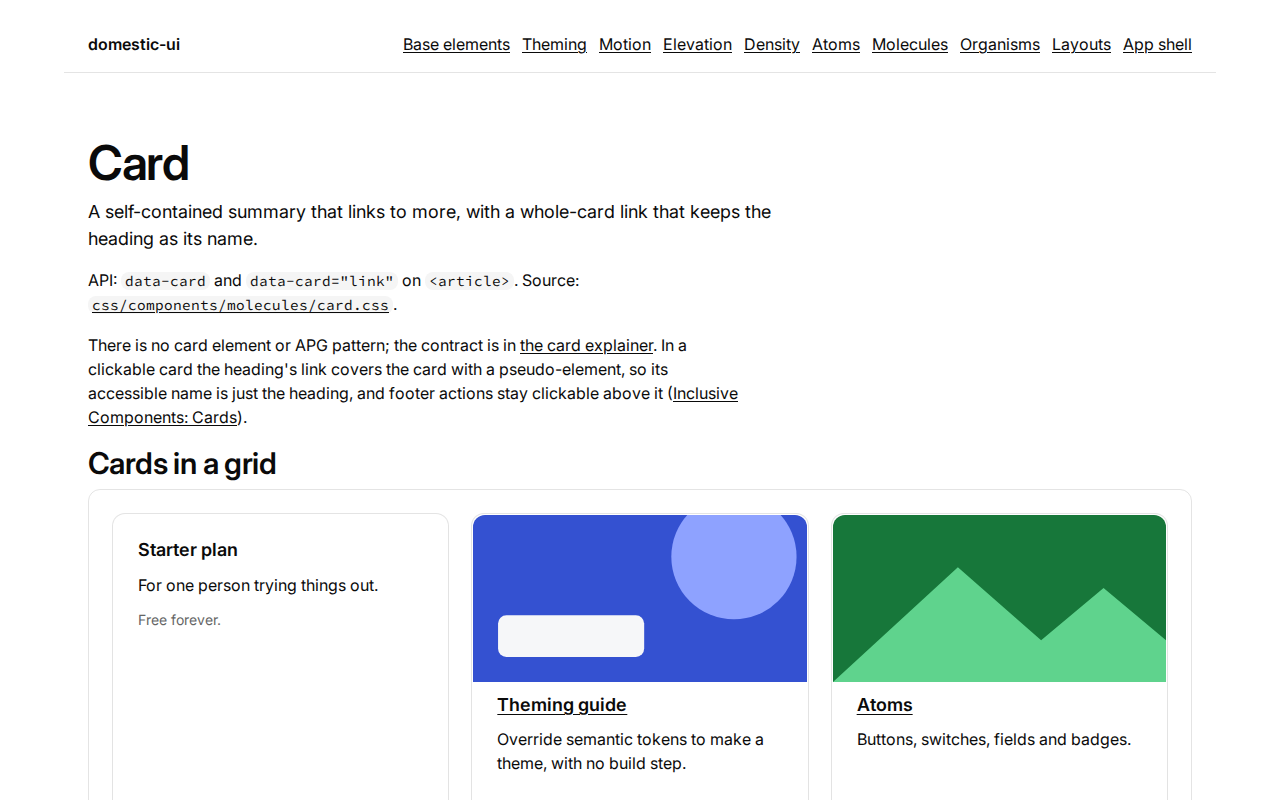 domestic-ui
Base elements Theming Motion Elevation Density Atoms Molecules Organisms Layouts App shell
Card
A self-contained summary that links to more, with a whole-card link that keeps the
heading as its name.
API: data-card and data-card="link" on <article>. Source:
css/components/molecules/card.css.
There is no card element or APG pattern; the contract is in the card explainer. In a
clickable card the heading's link covers the card with a pseudo-element, so its
accessible name is just the heading, and footer actions stay clickable above it (Inclusive
Components: Cards).
Cards in a grid
Starter plan
For one person trying things out.
Free forever.
Theming guide
Override semantic tokens to make a
theme, with no build step.
Atoms
Buttons, switches, fields and badges.